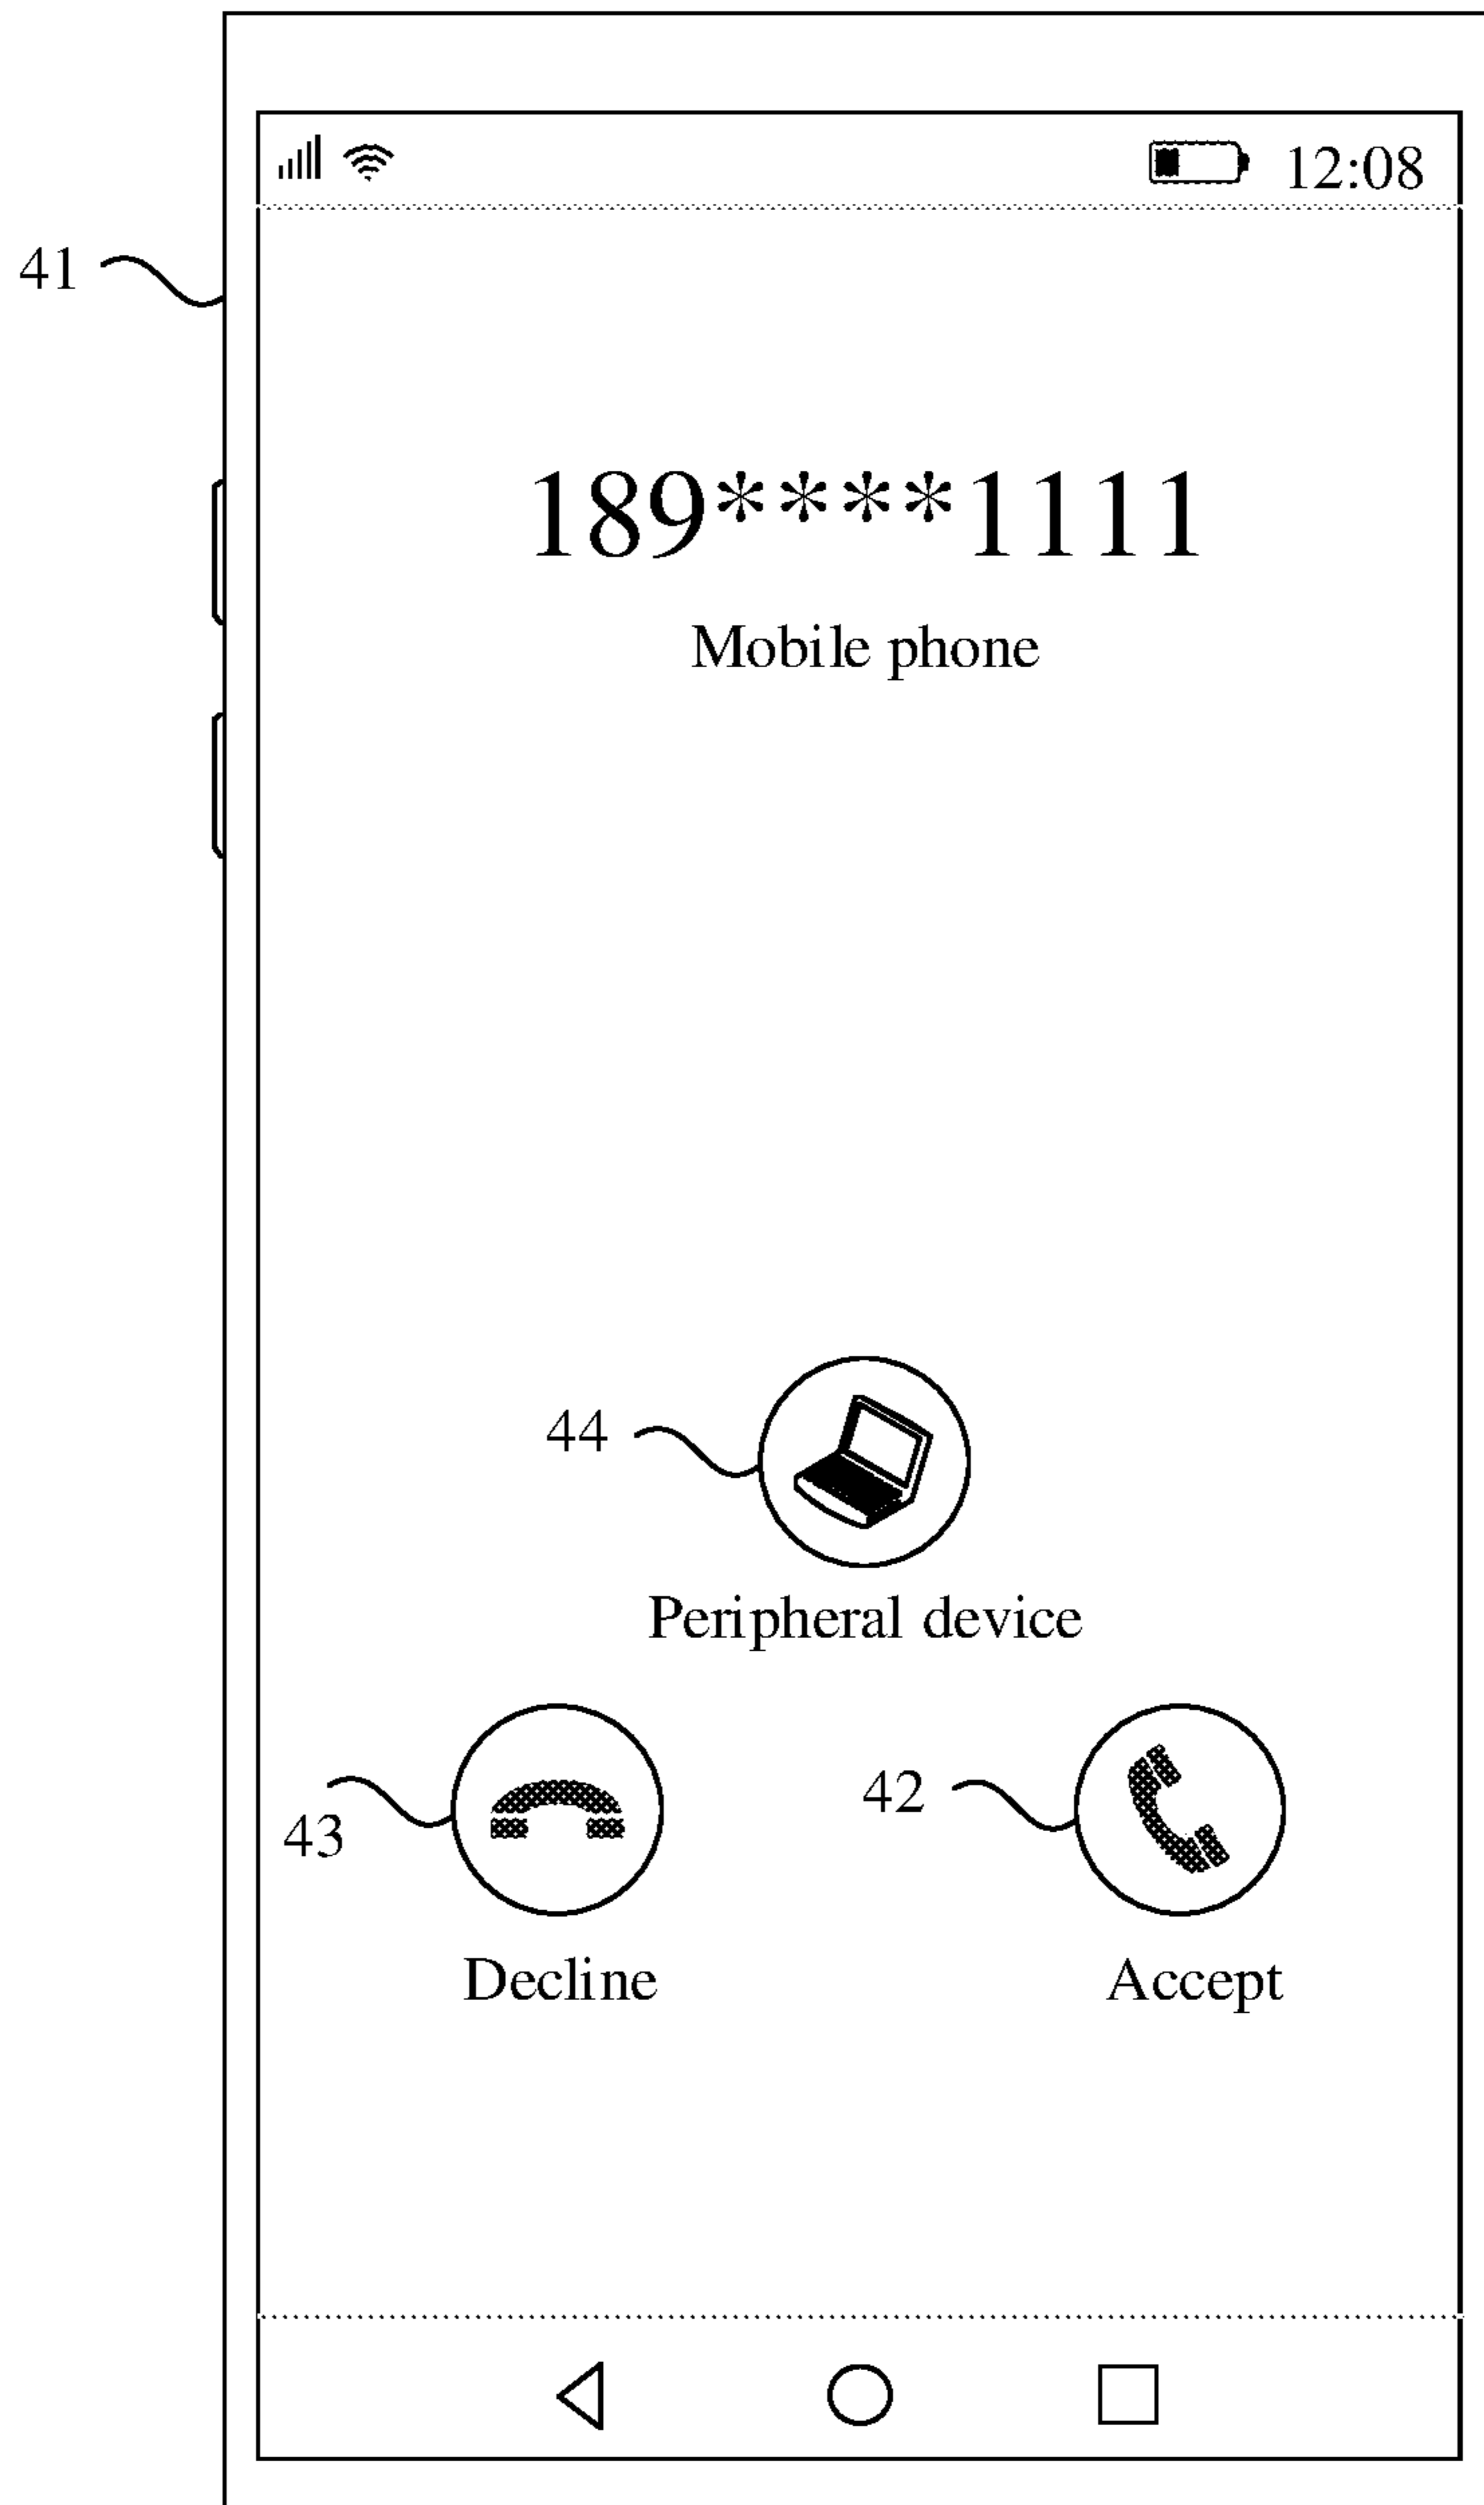 12:08
41
189****1111
Mobile phone
44
Peripheral device
43
42
Decline
Accept